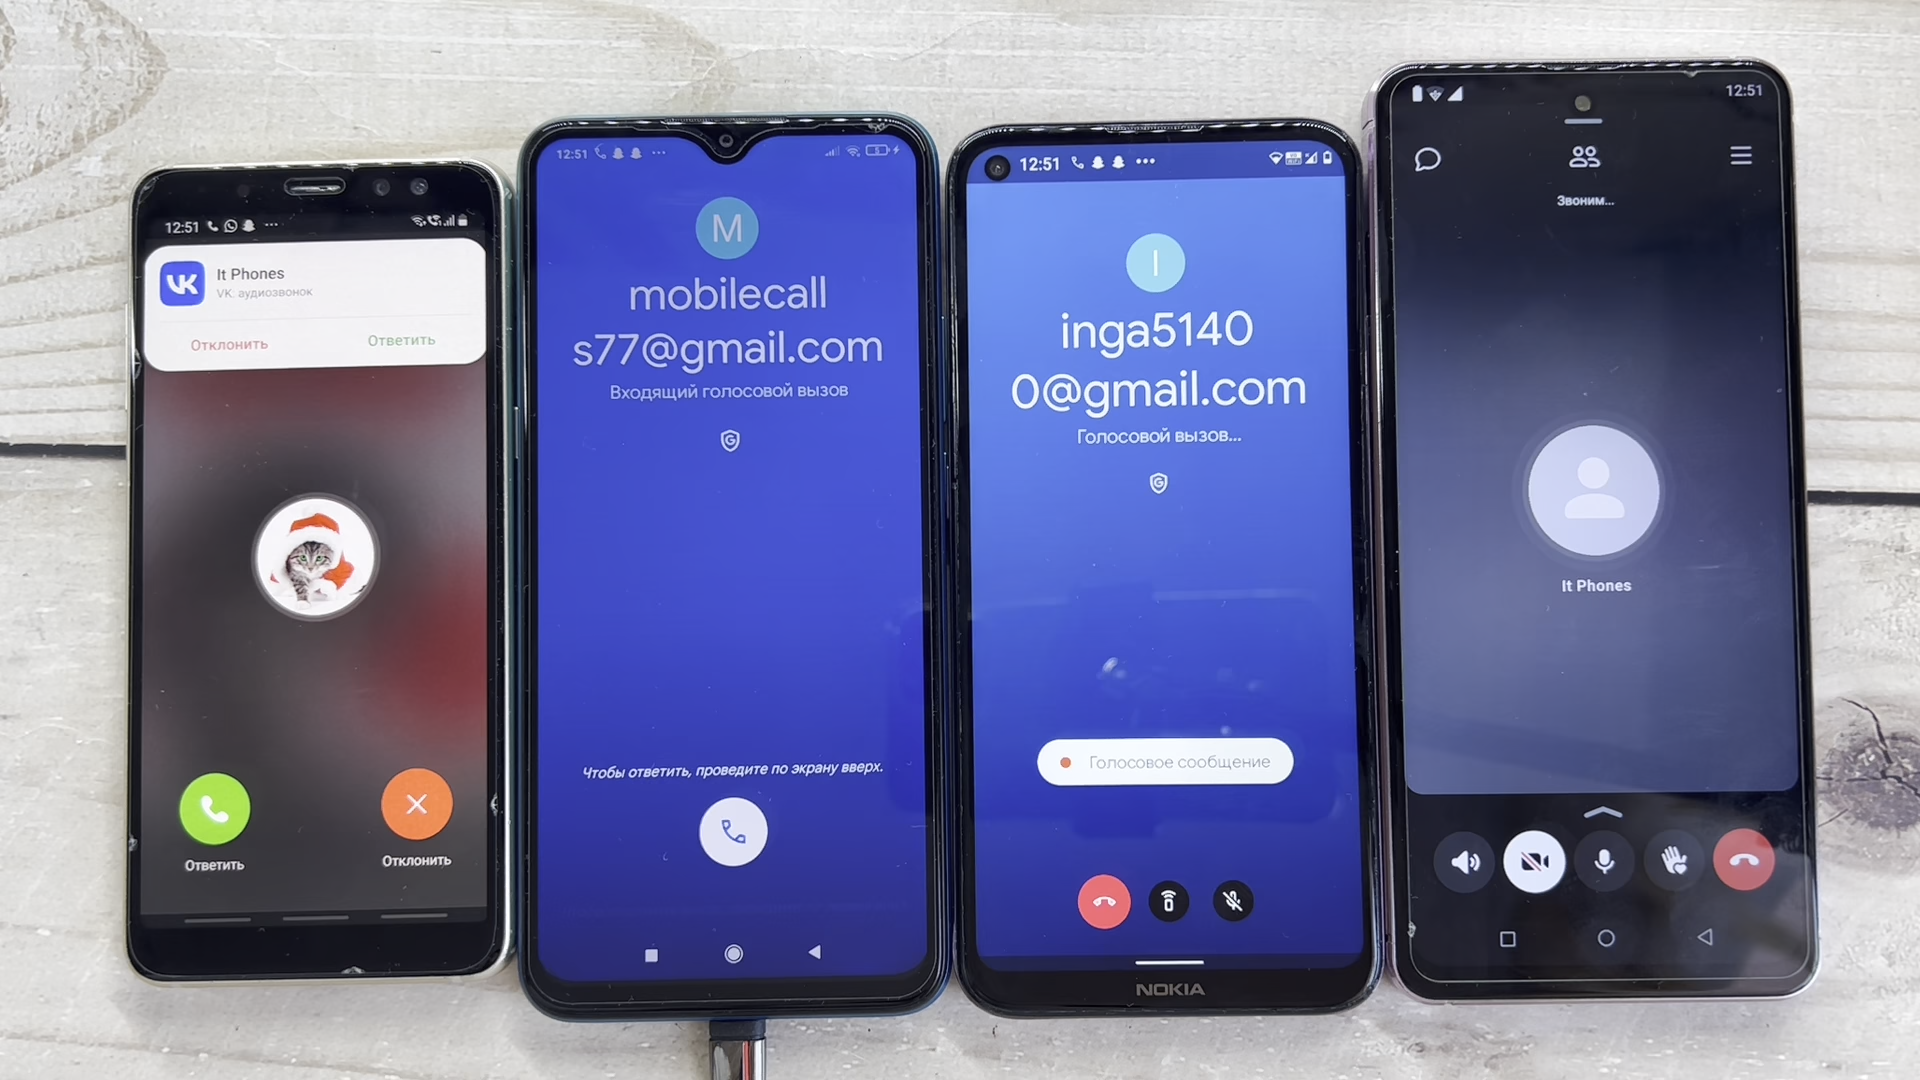 12:51
VK
It Phones
VK: аудиозвонок
Отклонить
Ответить
Ответить
Отклонить
12:51
5
M
mobilecall
s77@gmail.com
Входящий голосовой вызов
G
Чтобы ответить, проведите по экрану вверх.
12:51
I
inga5140
0@gmail.com
Голосовой вызов...
G
Голосовое сообщение
NOKIA
12:51
Звоним...
It Phones